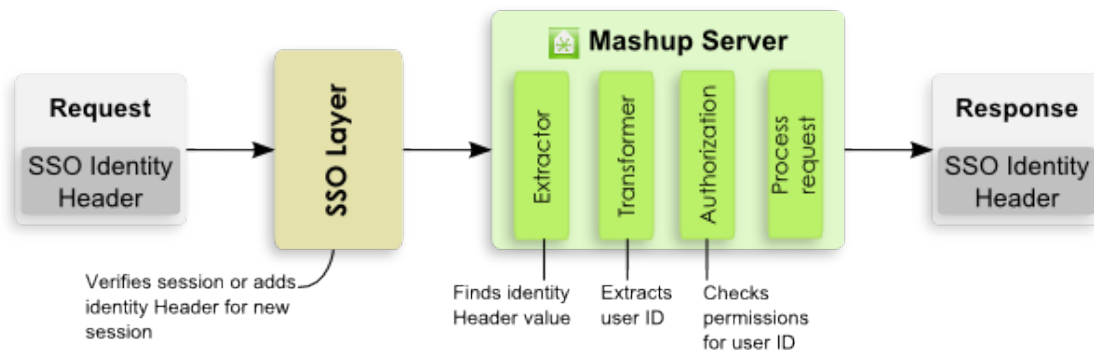 Mashup Server
Request
SSO Identity
Header
SSO Layer
Extractor
Transformer
Authorization
Process
request
Response
SSO Identity
Header
Verifies session or adds
identity Header for new
session
Finds identity
Header value
Extracts
user ID
Checks
permissions
for user ID